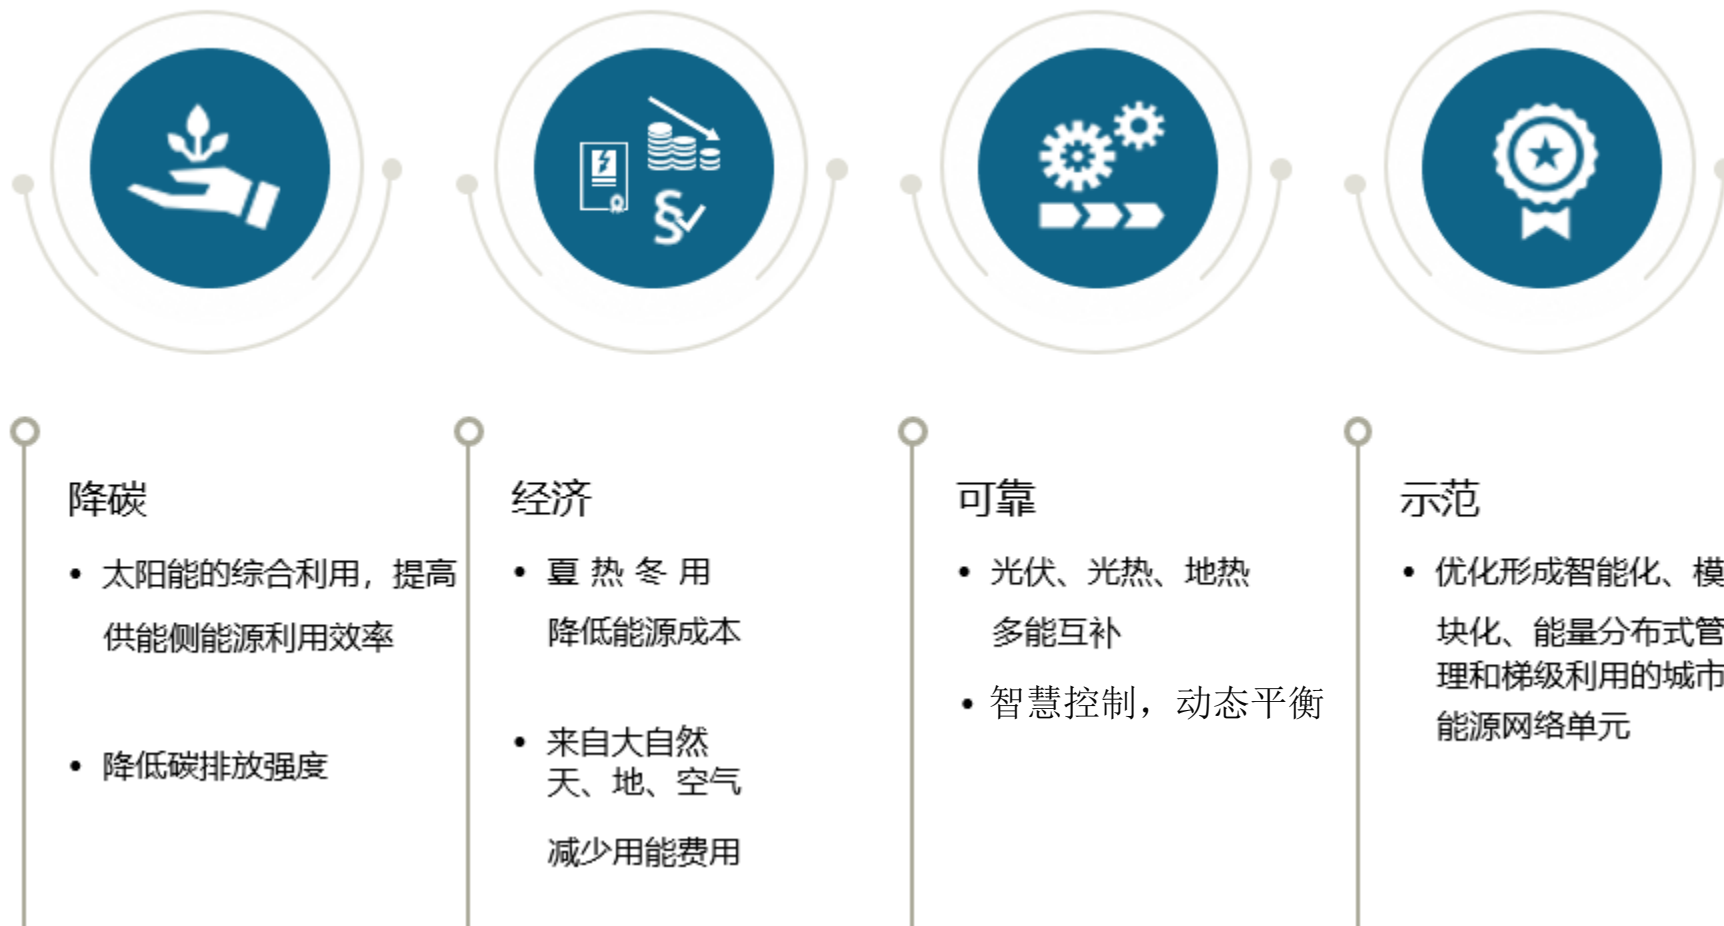 降碳
• 太阳能的综合利用，提高
供能侧能源利用效率
• 降低碳排放强度
经济
• 夏 热 冬 用
降低能源成本
• 来自大自然
天、地、空气
减少用能费用
可靠
• 光伏、光热、地热
多能互补
• 智慧控制，动态平衡
示范
• 优化形成智能化、模
块化、能量分布式管
理和梯级利用的城市
能源网络单元